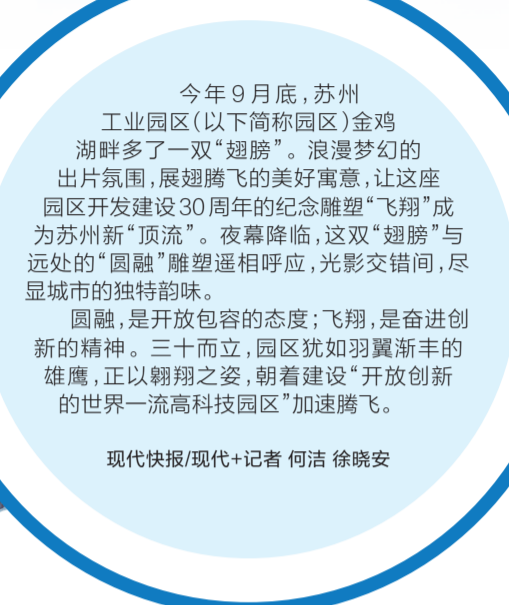 今年9月底，苏州
工业园区（以下简称园区）金鸡
湖畔多了一双“翅膀”。浪漫梦幻的
出片氛围，展翅腾飞的美好寓意，让这座
园区开发建设30周年的纪念雕塑“飞翔”成
为苏州新“顶流”。夜幕降临，这双“翅膀”与
远处的“圆融”雕塑遥相呼应，光影交错间，尽
显城市的独特韵味。
圆融，是开放包容的态度；飞翔，是奋进创
新的精神。三十而立，园区犹如羽翼渐丰的
雄鹰，正以翱翔之姿，朝着建设“开放创新
的世界一流高科技园区”加速腾飞。
现代快报/现代+记者 何洁 徐晓安